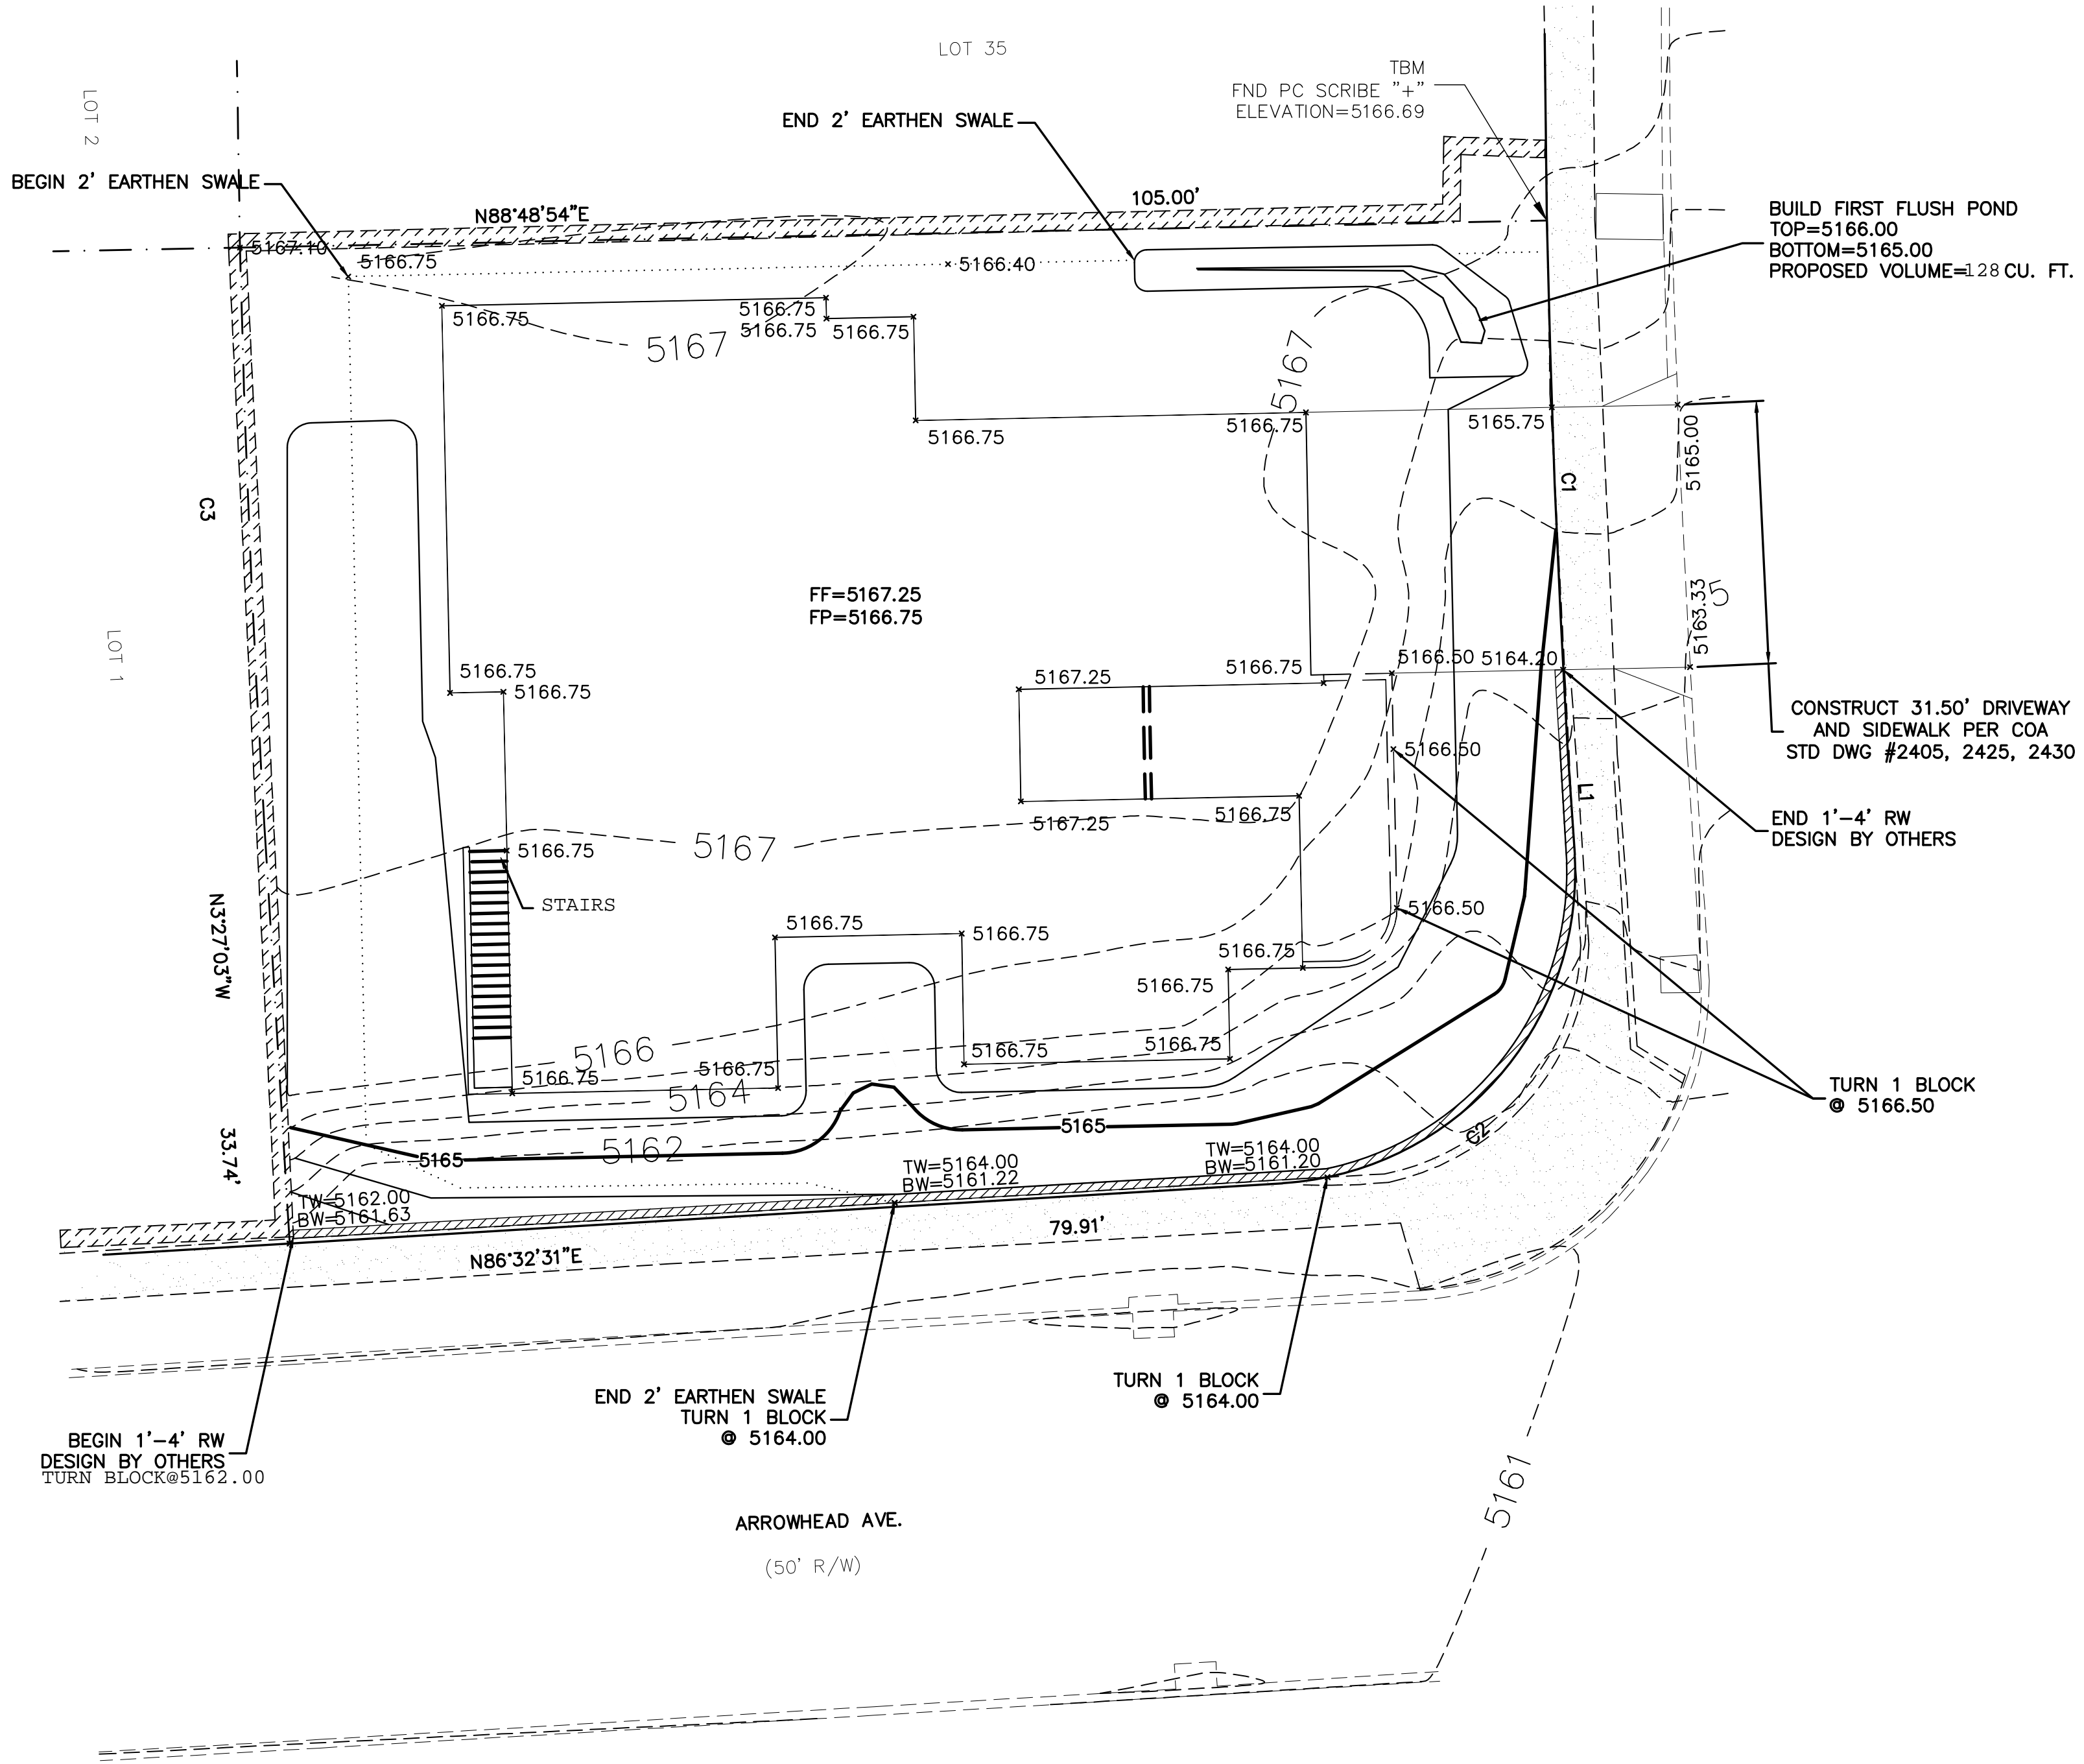 LOT 35
TBM
FND PC SCRIBE "+"
ELEVATION=5166.69
LOT 2
END 2' EARTHEN SWALE
BEGIN 2' EARTHEN SWALE
N88°48'54"E
105.00'
BUILD FIRST FLUSH POND
TOP=5166.00
BOTTOM=5165.00
PROPOSED VOLUME=128 CU. FT.
5167.10
5166.75
5166.40
5166.75
5166.75
5166.75
5166.75
5167
5167
5166.75
5166.75
5165.75
5165.00
C1
C3
FF=5167.25
FP=5166.75
5163.33
5
LOT 1
5166.75
5166.75
5167.25
5166.75
5166.50
5164.20
CONSTRUCT 31.50' DRIVEWAY
AND SIDEWALK PER COA
STD DWG #2405, 2425, 2430
5166.50
L1
5167.25
5166.75
END 1'-4' RW
DESIGN BY OTHERS
5167
5166.75
STAIRS
5166.50
N3°27'03"W
5166.75
5166.75
5166.75
5166.75
5166
5166.75
5166.75
5166.75
5166.75
5164
TURN 1 BLOCK
@ 5166.50
33.74'
5165
5162
5165
C2
TW=5164.00
BW=5161.22
TW=5164.00
BW=5161.20
TW=5162.00
BW=5161.63
79.91'
N86°32'31"E
TURN 1 BLOCK
@ 5164.00
END 2' EARTHEN SWALE
TURN 1 BLOCK
@ 5164.00
BEGIN 1'-4' RW
DESIGN BY OTHERS
TURN BLOCK@5162.00
5161
ARROWHEAD AVE.
(50' R/W)